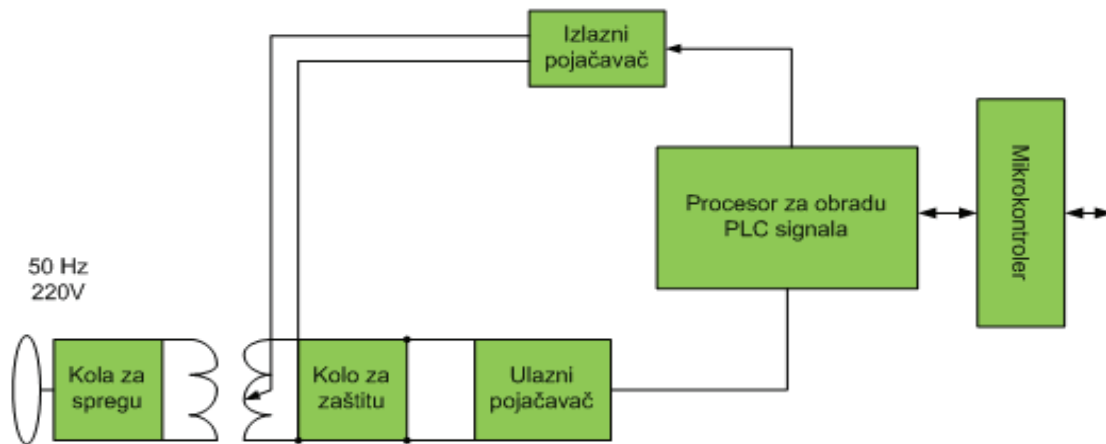 Izlazni
pojačavač
Procesor za obradu
PLC signala
Mikrokontroler
50 Hz
220V
Kola za
spregu
Kolo za
zaštitu
Ulazni
pojačavač